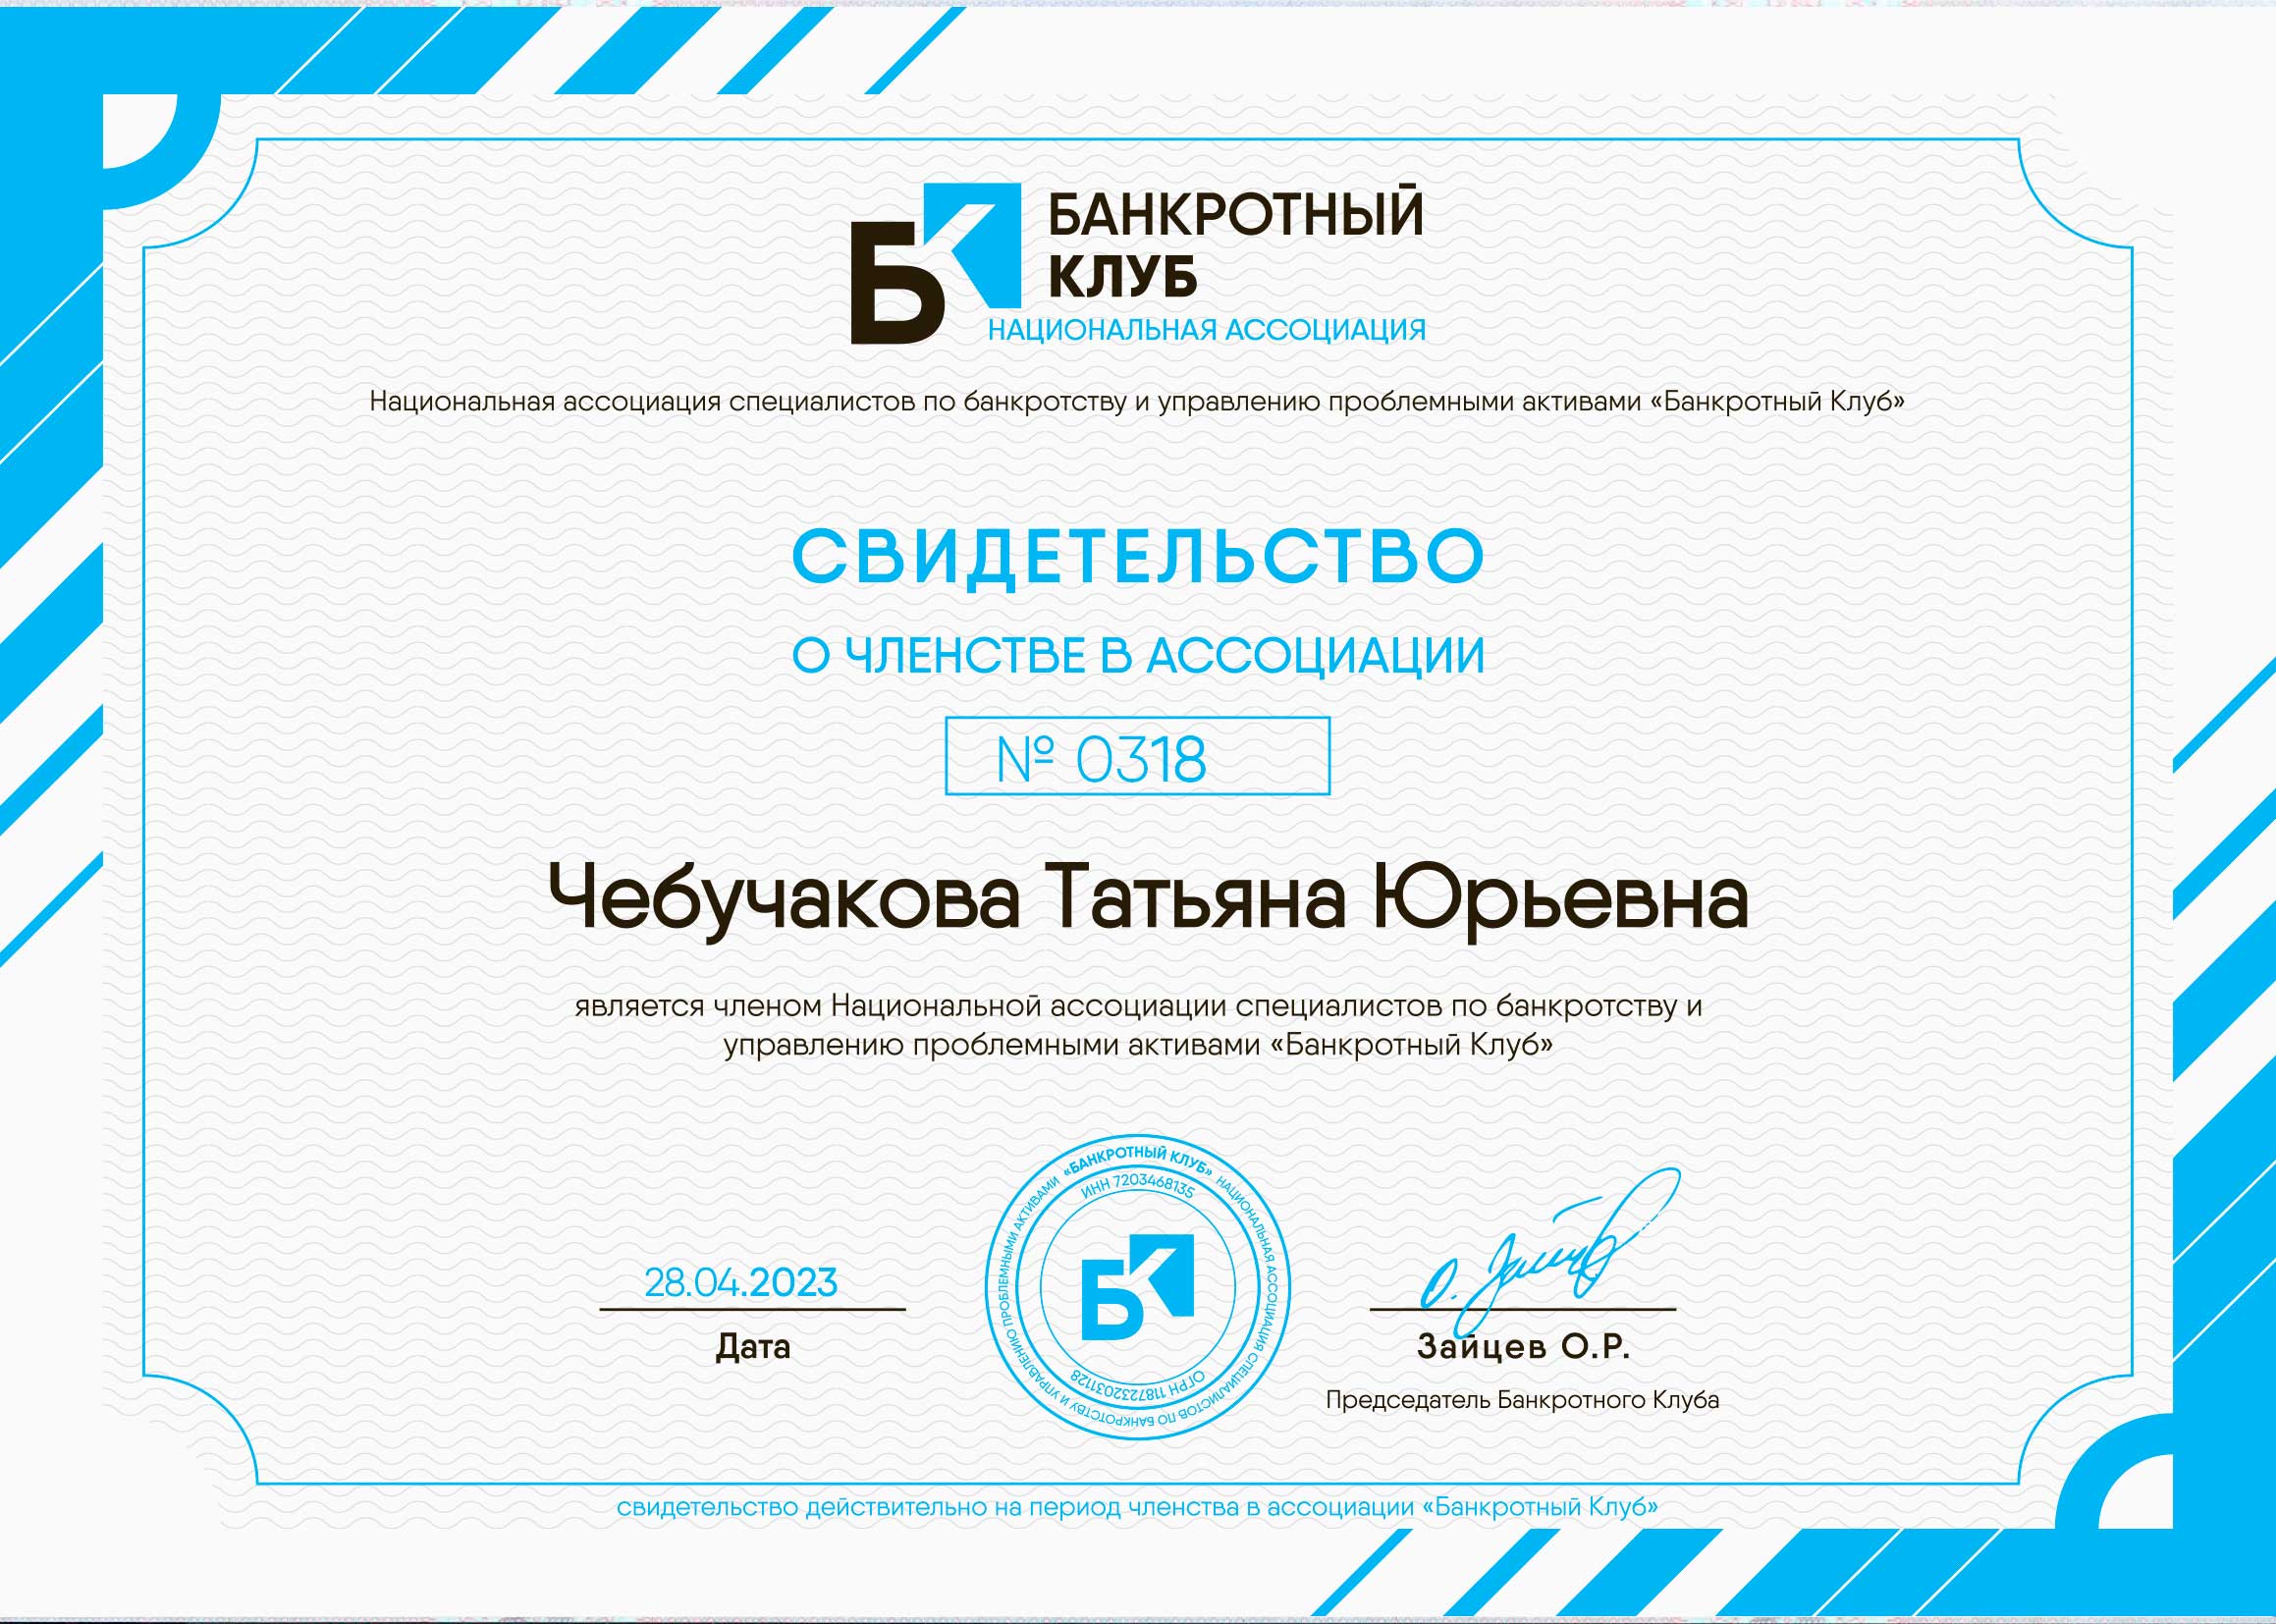 БАНКРОТНЫЙ
КЛУБ
НАЦИОНАЛЬНАЯ АССОЦИАЦИЯ
Национальная ассоциация специалистов по банкротству и управлению проблемными активами «Банкротный Клуб»
СВИДЕТЕЛЬСТВО
О ЧЛЕНСТВЕ В АССОЦИАЦИИ
№ 0318
Чебучакова Татьяна Юрьевна
является членом Национальной ассоциации специалистов по банкротству и
управлению проблемными активами «Банкротный Клуб»
28.04.2023
Дата
«БАНКРОТНЫЙ КЛУБ» НАЦИОНАЛЬНАЯ АССОЦИАЦИЯ СПЕЦИАЛИСТОВ ПО БАНКРОТСТВУ И УПРАВЛЕНИЮ ПРОБЛЕМНЫМИ АКТИВАМИ
ИНН 7203468135
БК
ОГРН 1187232031128
Зайцев О.Р.
Председатель Банкротного Клуба
свидетельство действительно на период членства в ассоциации «Банкротный Клуб»